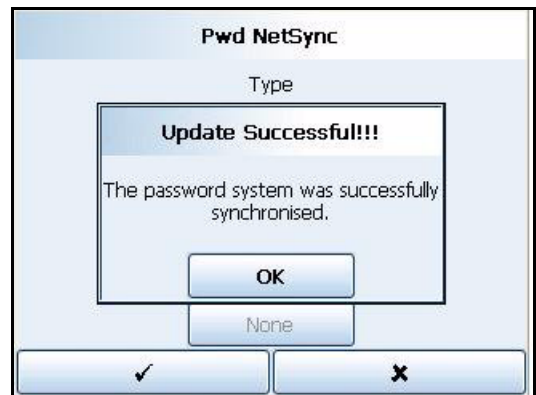 Pwd NetSync
Type
Update Successful!!!
The password system was successfully
synchronised.
OK
None